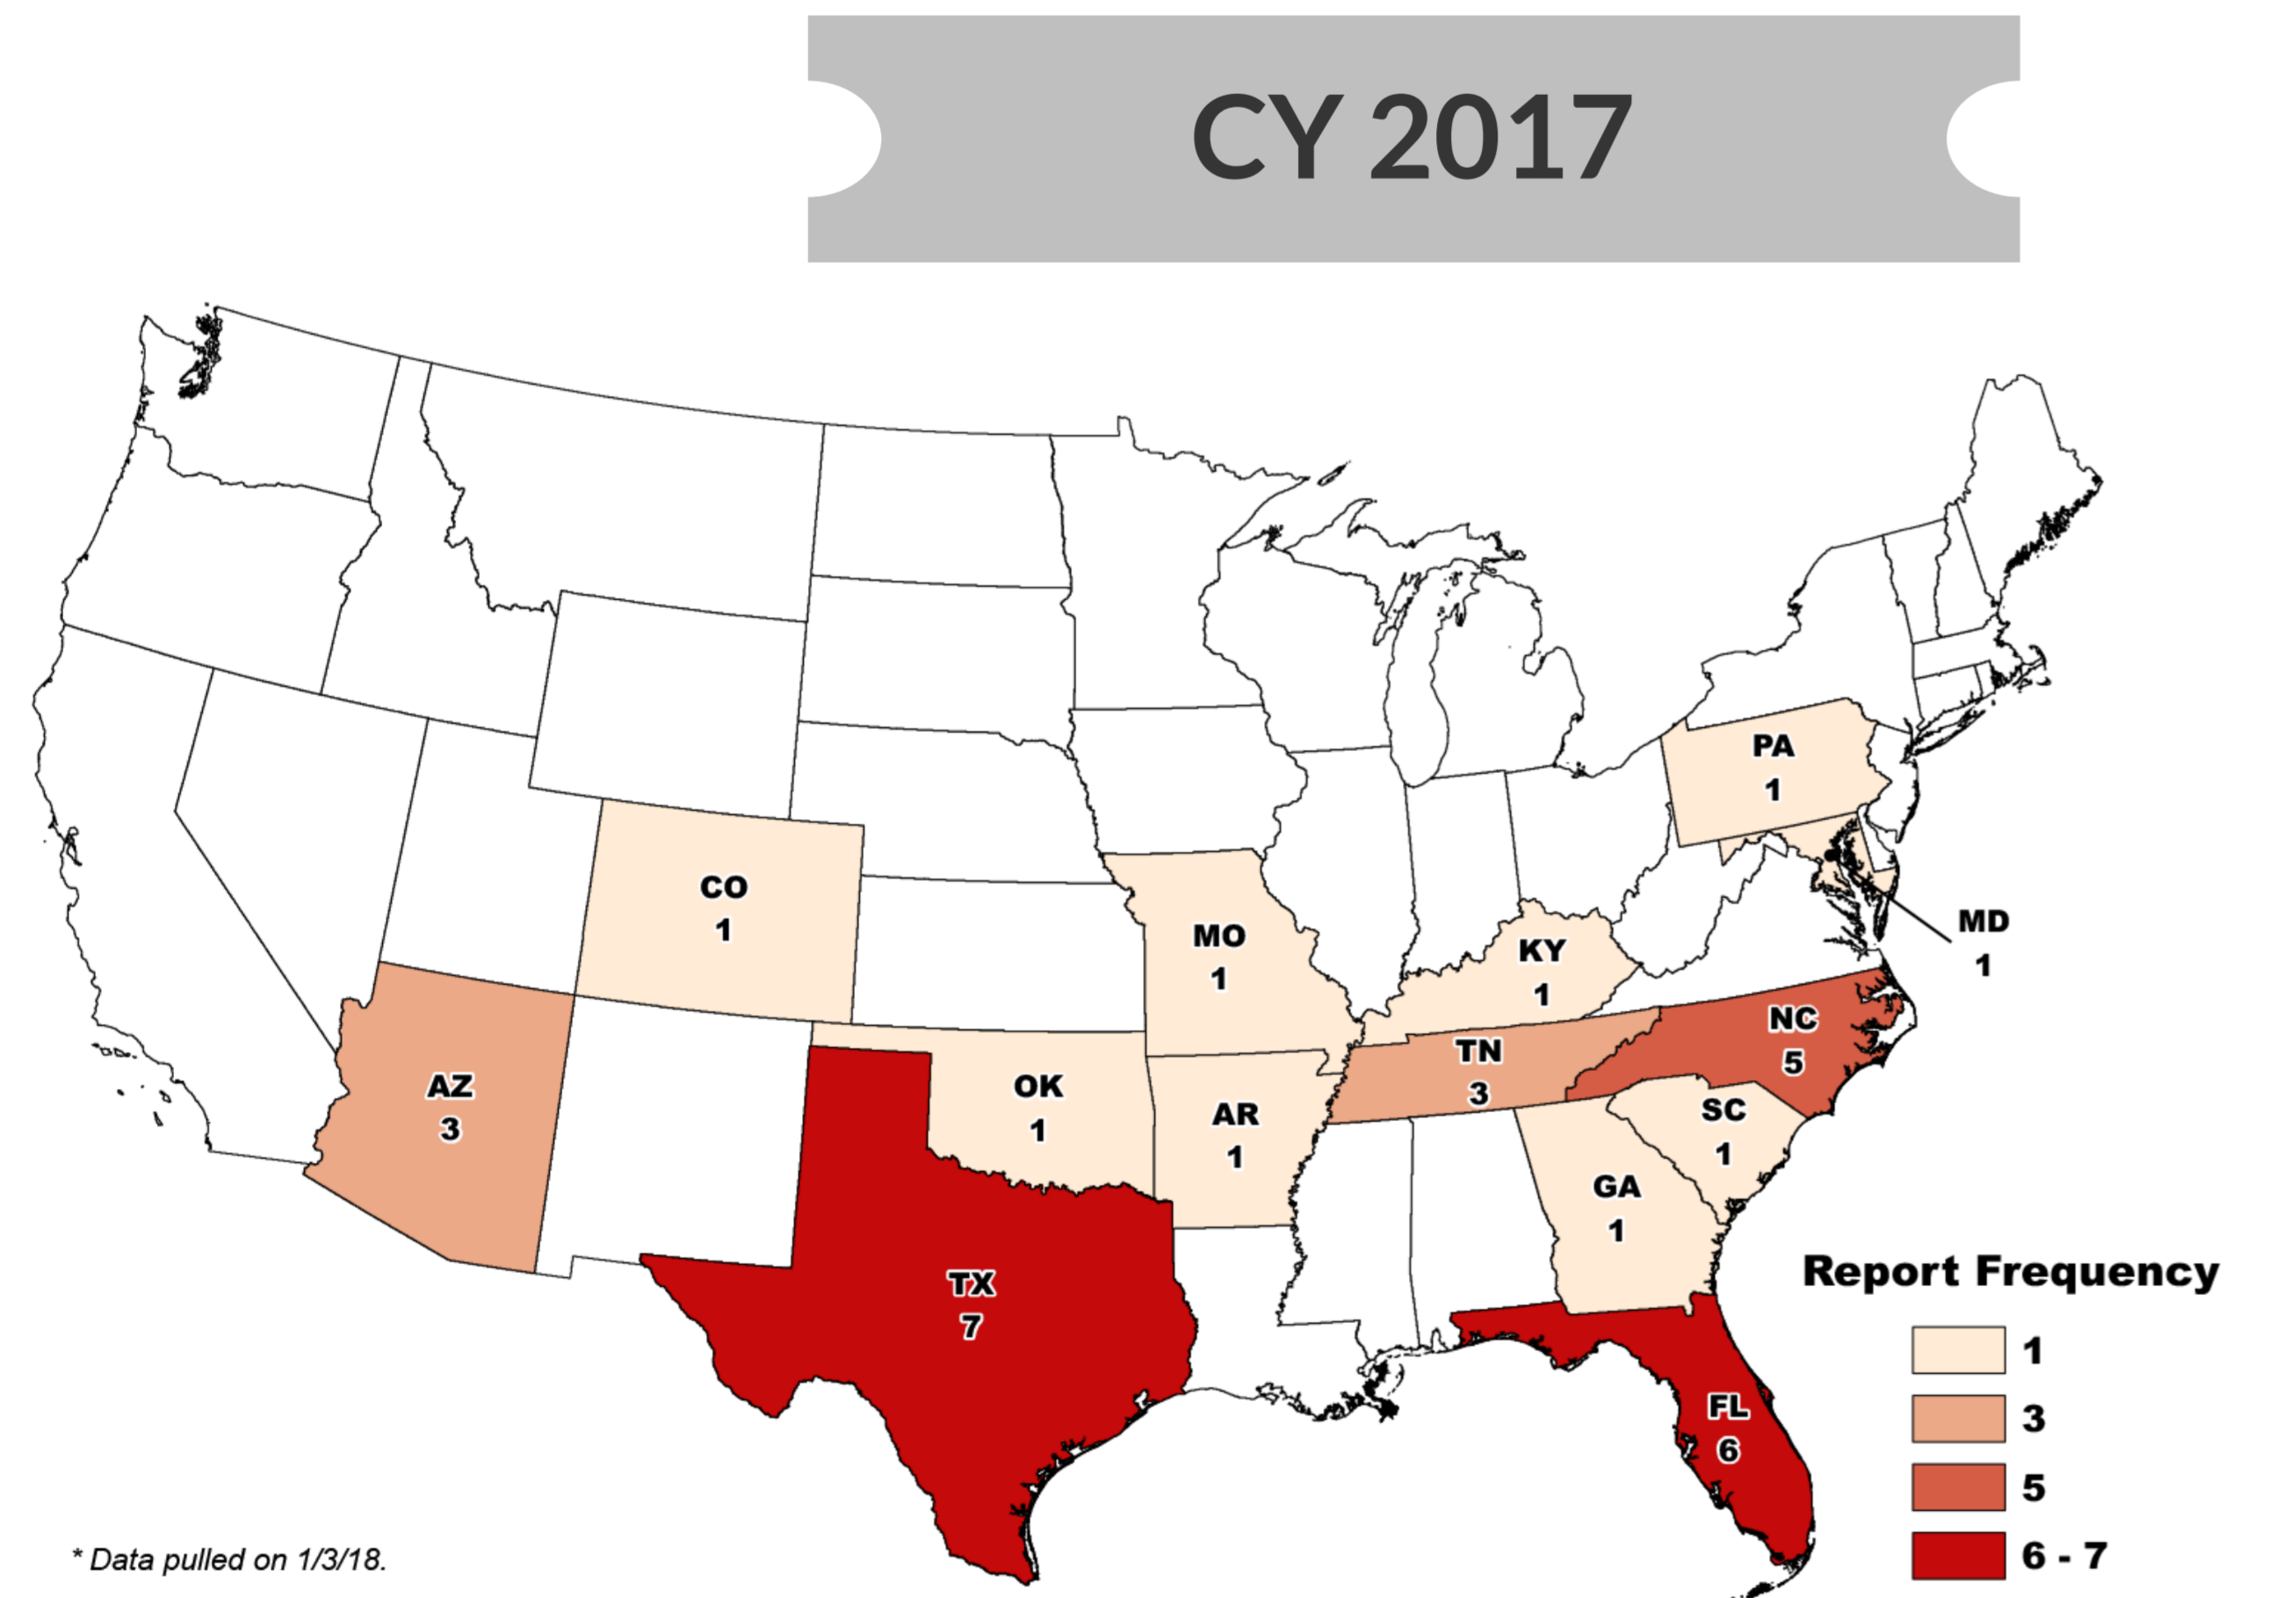 CY 2017
PA
1
CO
1
MD
1
MO
1
KY
1
NC
5
TN
3
AZ
3
OK
1
AR
1
SC
1
GA
1
TX
7
FL
6
Report Frequency
1
3
5
6 - 7
* Data pulled on 1/3/18.